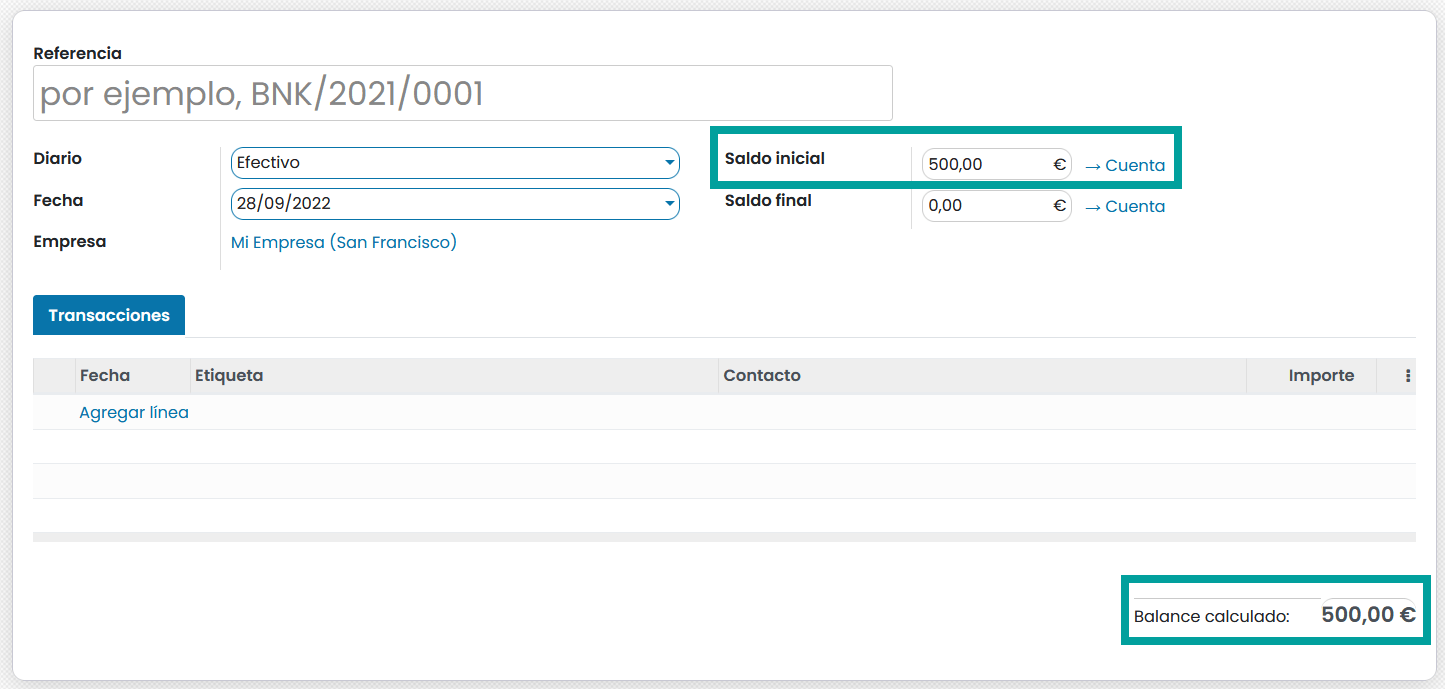 Referencia
por ejemplo, BNK/2021/0001
Diario Efectivo Saldo inicial 500,00 € → Cuenta
Fecha 28/09/2022 Saldo final 0,00 € → Cuenta
Empresa Mi Empresa (San Francisco)
Transacciones
Fecha Etiqueta Contacto Importe
Agregar línea
Balance calculado: 500,00 €